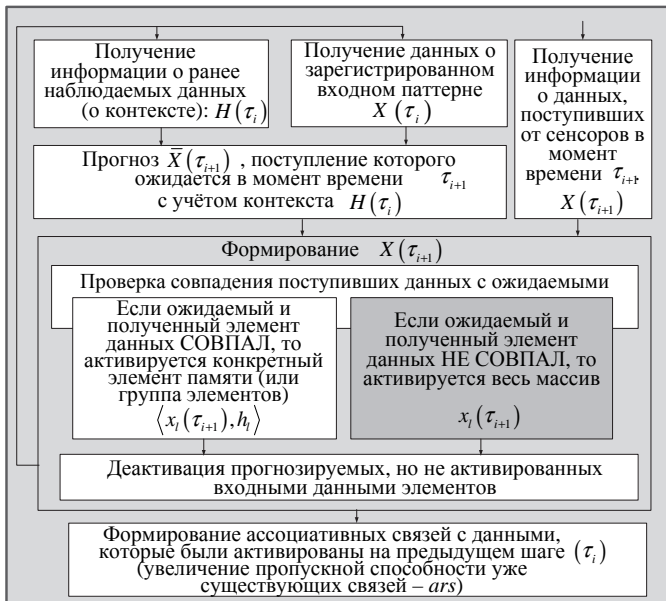 Получение
информации о ранее
наблюдаемых данных
(о контексте): H(τ_i)
Получение данных о
зарегистрированном
входном паттерне
X(τ_i)
Получение
информации
о данных,
поступивших
от сенсоров в
момент
времени τ_{i+1}.
X(τ_{i+1})
Прогноз X̅(τ_{i+1}) , поступление которого
ожидается в момент времени τ_{i+1}
с учётом контекста H(τ_i)
Формирование X(τ_{i+1})
Проверка совпадения поступивших данных с ожидаемыми
Если ожидаемый и
полученный элемент
данных СОВПАЛ, то
активируется конкретный
элемент памяти (или
группа элементов)
⟨x_l(τ_{i+1}), h_l⟩
Если ожидаемый и
полученный элемент
данных НЕ СОВПАЛ, то
активируется весь массив
x_l(τ_{i+1})
Деактивация прогнозируемых, но не активированных
входными данными элементов
Формирование ассоциативных связей с данными,
которые были активированы на предыдущем шаге (τ_i)
(увеличение пропускной способности уже
существующих связей – ars)